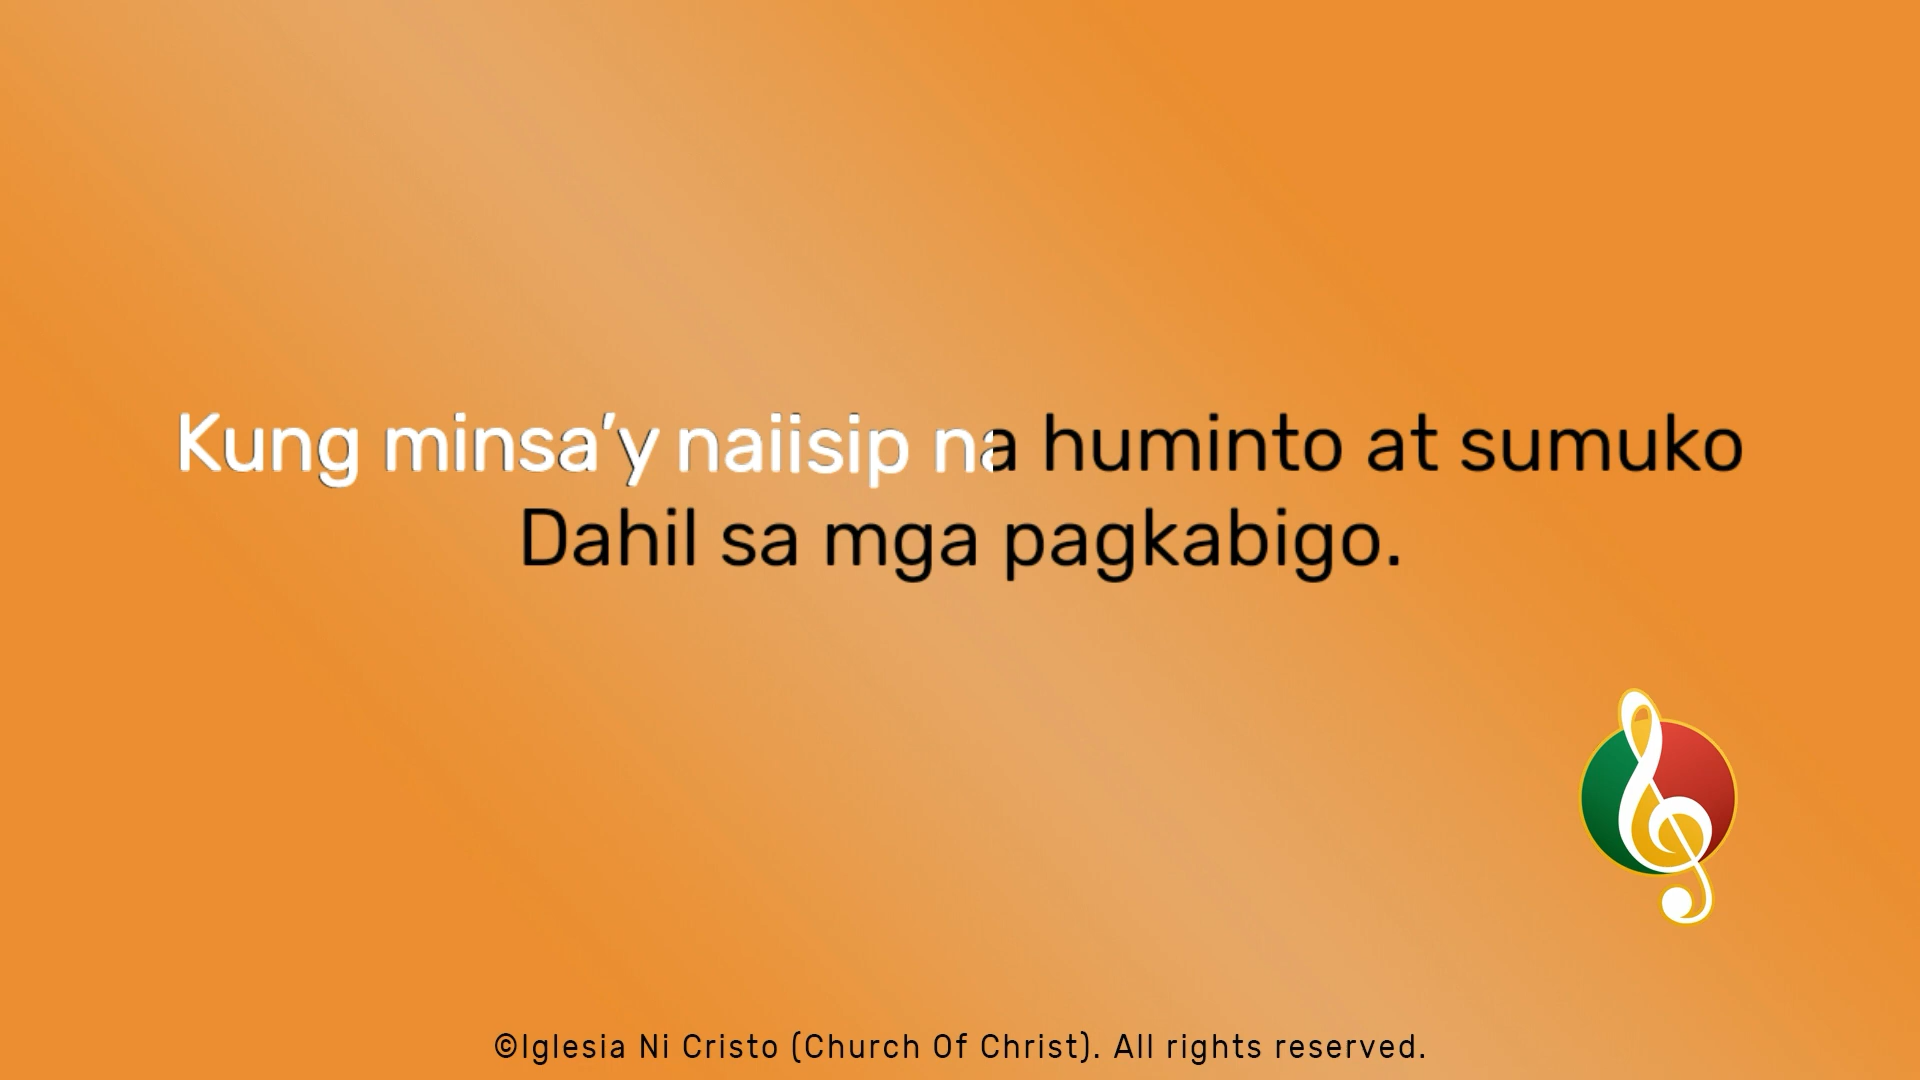 Kung minsa’y naiisip na huminto at sumuko
Dahil sa mga pagkabigo.
©Iglesia Ni Cristo (Church Of Christ). All rights reserved.